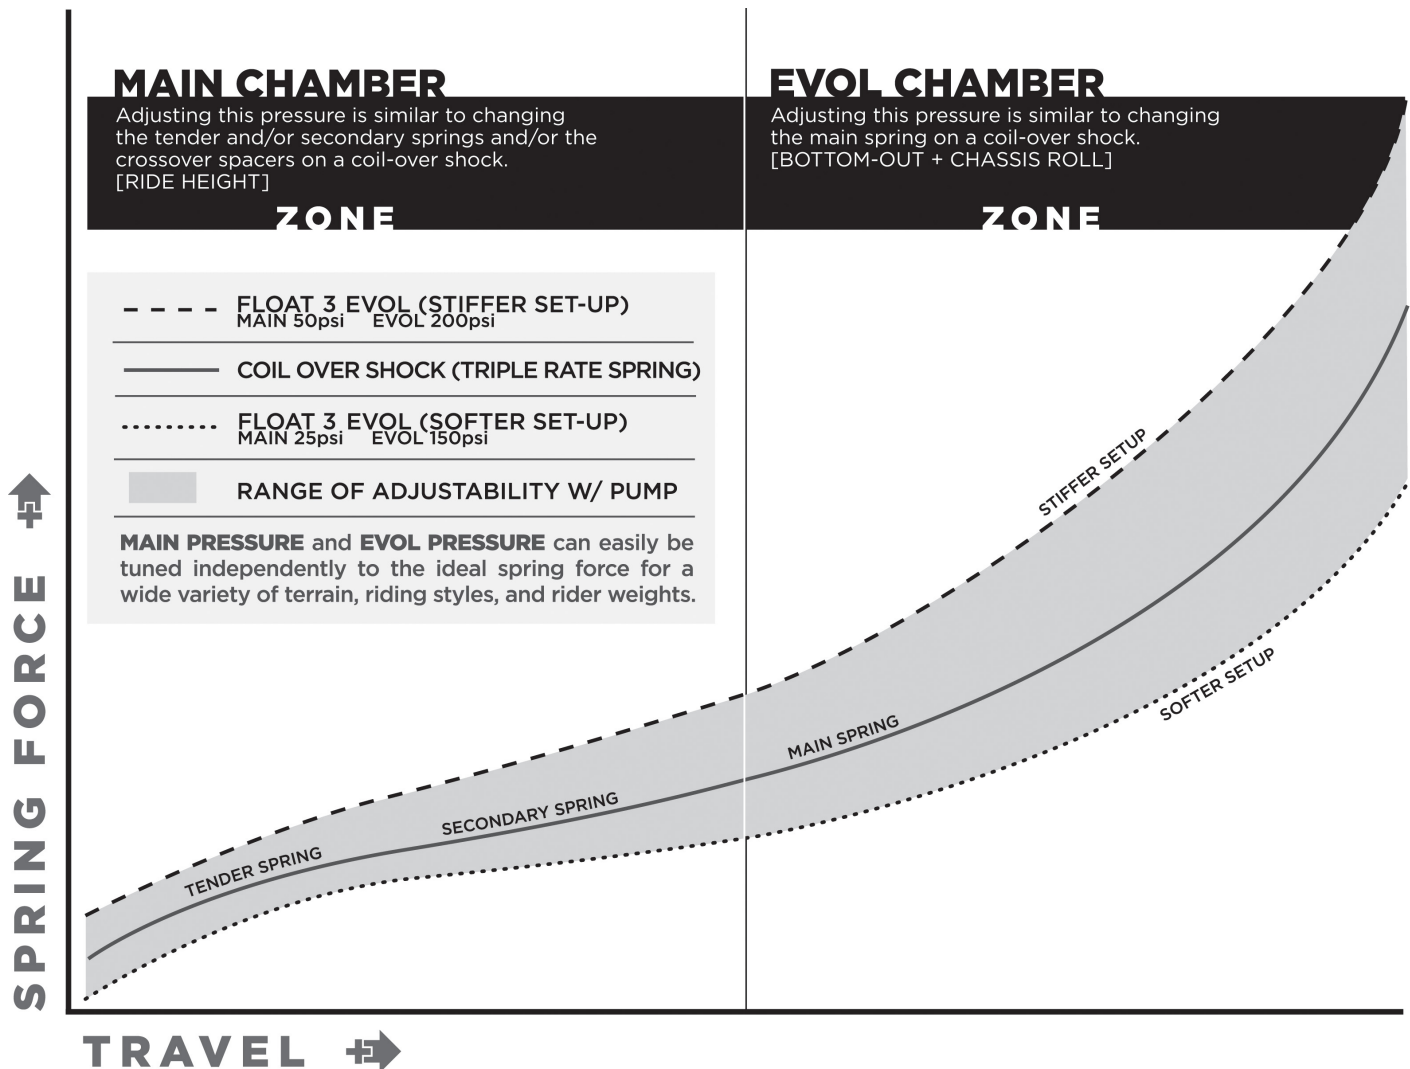 MAIN CHAMBER
Adjusting this pressure is similar to changing
the tender and/or secondary springs and/or the
crossover spacers on a coil-over shock.
[RIDE HEIGHT]
ZONE
EVOL CHAMBER
Adjusting this pressure is similar to changing
the main spring on a coil-over shock.
[BOTTOM-OUT + CHASSIS ROLL]
ZONE
FLOAT 3 EVOL (STIFFER SET-UP)
MAIN 50psi EVOL 200psi
COIL OVER SHOCK (TRIPLE RATE SPRING)
FLOAT 3 EVOL (SOFTER SET-UP)
MAIN 25psi EVOL 150psi
RANGE OF ADJUSTABILITY W/ PUMP
MAIN PRESSURE and EVOL PRESSURE can easily be
tuned independently to the ideal spring force for a
wide variety of terrain, riding styles, and rider weights.
STIFFER SETUP
SOFTER SETUP
MAIN SPRING
SECONDARY SPRING
TENDER SPRING
SPRING FORCE +
TRAVEL +